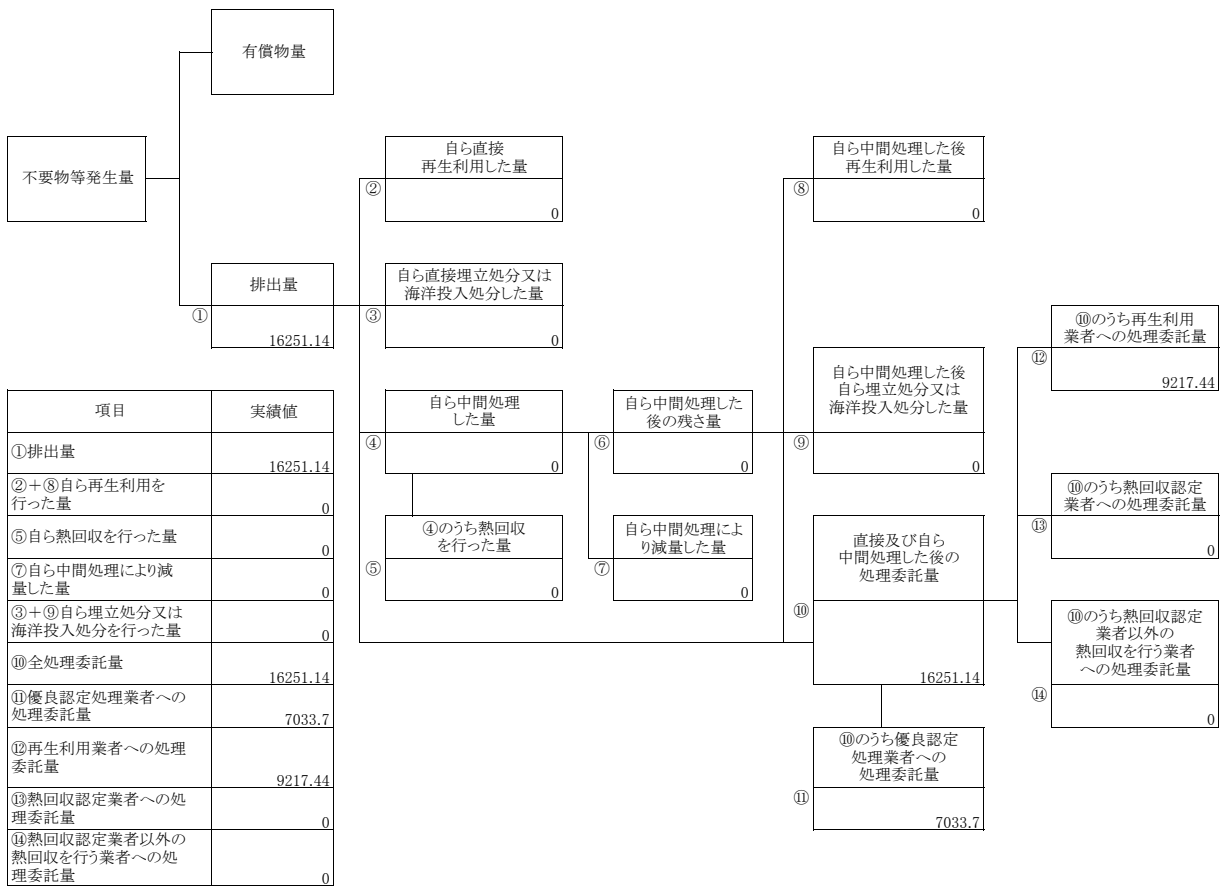 有償物量
不要物等発生量
自ら直接
再生利用した量
②
0
自ら中間処理した後
再生利用した量
⑧
0
排出量
①
16251.14
自ら直接埋立処分又は
海洋投入処分した量
③
0
⑩のうち再生利用
業者への処理委託量
⑫
9217.44
自ら中間処理
した量
④
0
自ら中間処理した
後の残さ量
⑥
0
自ら中間処理した後
自ら埋立処分又は
海洋投入処分した量
⑨
0
⑩のうち熱回収認定
業者への処理委託量
⑬
0
④のうち熱回収
を行った量
⑤
0
自ら中間処理によ
り減量した量
⑦
0
直接及び自ら
中間処理した後の
処理委託量
⑩
16251.14
⑩のうち熱回収認定
業者以外の
熱回収を行う業者
への処理委託量
⑭
0
⑩のうち優良認定
処理業者への
処理委託量
⑪
7033.7
項目 実績値
①排出量
16251.14
②+⑧自ら再生利用を
行った量
0
⑤自ら熱回収を行った量
0
⑦自ら中間処理により減
量した量
0
③+⑨自ら埋立処分又は
海洋投入処分を行った量
0
⑩全処理委託量
16251.14
⑪優良認定処理業者への
処理委託量
7033.7
⑫再生利用業者への処理
委託量
9217.44
⑬熱回収認定業者への処
理委託量
0
⑭熱回収認定業者以外の
熱回収を行う業者への処
理委託量
0